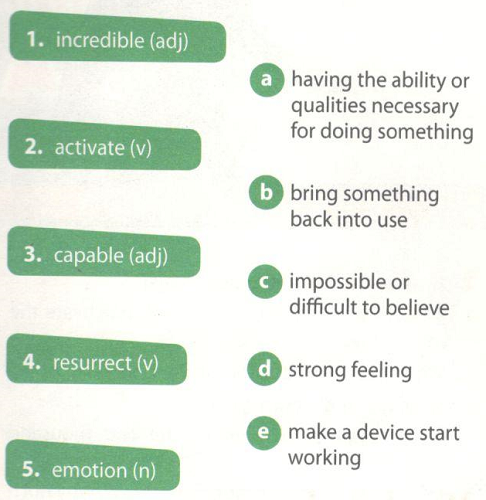 1. incredible (adj)
2. activate (v)
3. capable (adj)
4. resurrect (v)
5. emotion (n)
a having the ability or
qualities necessary
for doing something
b bring something
back into use
c impossible or
difficult to believe
d strong feeling
e make a device start
working